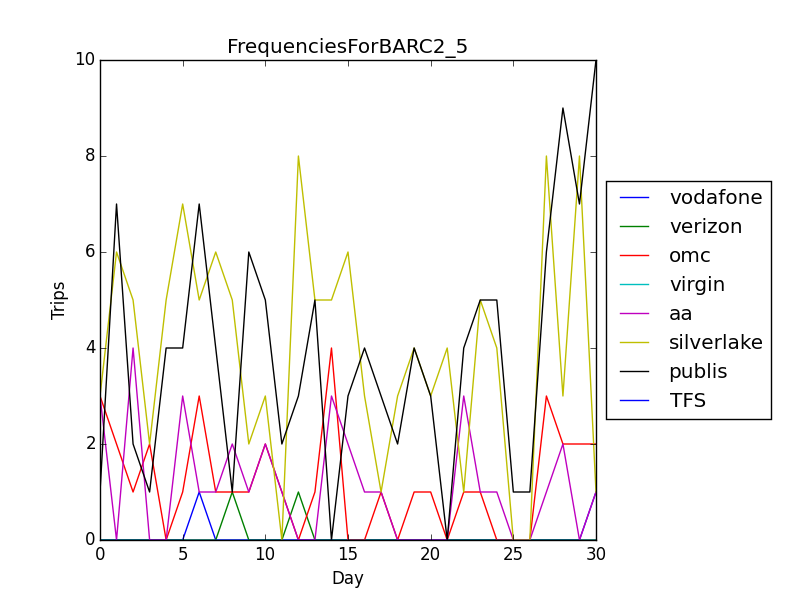 FrequenciesForBARC2_5
10
8
6
4
2
0
Trips
0 5 10 15 20 25 30
Day
vodafone
verizon
omc
virgin
aa
silverlake
publis
TFS